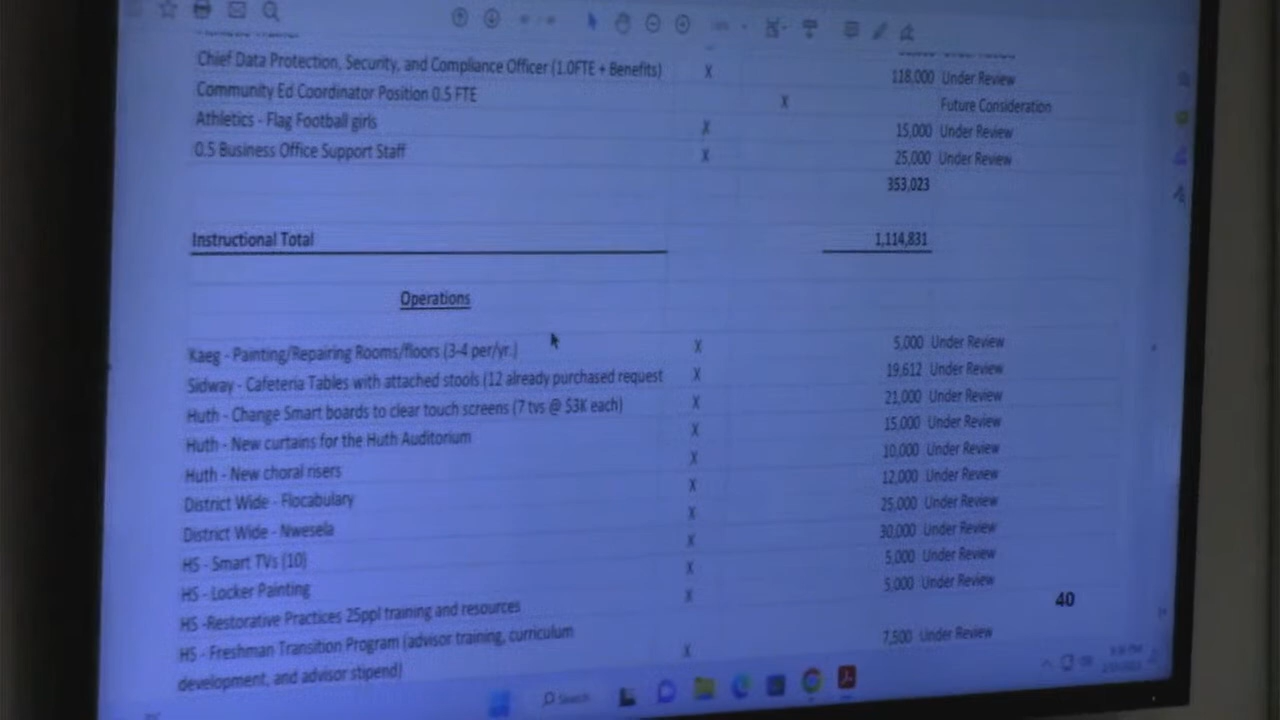 Chief Data Protection, Security, and Compliance Officer (1.0FTE + Benefits) X 118,000 Under Review
Community Ed Coordinator Position 0.5 FTE X Future Consideration
Athletics - Flag Football girls X 15,000 Under Review
0.5 Business Office Support Staff X 25,000 Under Review
353,023
Instructional Total 1,114,831
Operations
Kaeg - Painting/Repairing Rooms/floors (3-4 per/yr.) X 5,000 Under Review
Sidway - Cafeteria Tables with attached stools (12 already purchased request X 19,612 Under Review
Huth - Change Smart boards to clear touch screens (7 tvs @ $3K each) X 21,000 Under Review
Huth - New curtains for the Huth Auditorium X 15,000 Under Review
Huth - New choral risers X 10,000 Under Review
District Wide - Flocabulary X 12,000 Under Review
District Wide - Nwesela X 25,000 Under Review
HS - Smart TVs (10) X 30,000 Under Review
HS - Locker Painting X 5,000 Under Review
HS -Restorative Practices 25ppl training and resources X 5,000 Under Review
HS - Freshman Transition Program (advisor training, curriculum
development, and advisor stipend) X 7,500 Under Review
40
Search